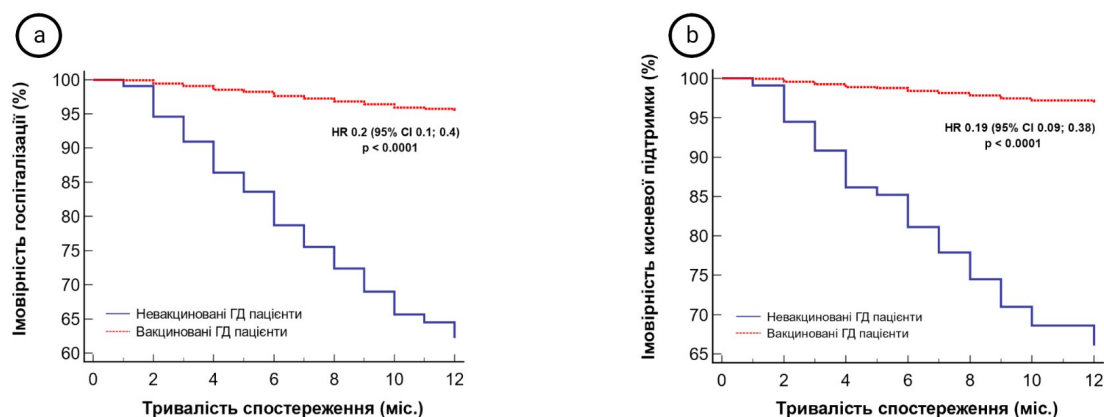 a
Імовірність госпіталізації (%)
100
95
90
85
80
75
70
65
60
HR 0.2 (95% CI 0.1; 0.4)
p < 0.0001
Невакциновані ГД пацієнти
Вакциновані ГД пацієнти
0 2 4 6 8 10 12
Тривалість спостереження (міс.)
b
Імовірність кисневої підтримки (%)
100
95
90
85
80
75
70
65
HR 0.19 (95% CI 0.09; 0.38)
p < 0.0001
Невакциновані ГД пацієнти
Вакциновані ГД пацієнти
0 2 4 6 8 10 12
Тривалість спостереження (міс.)